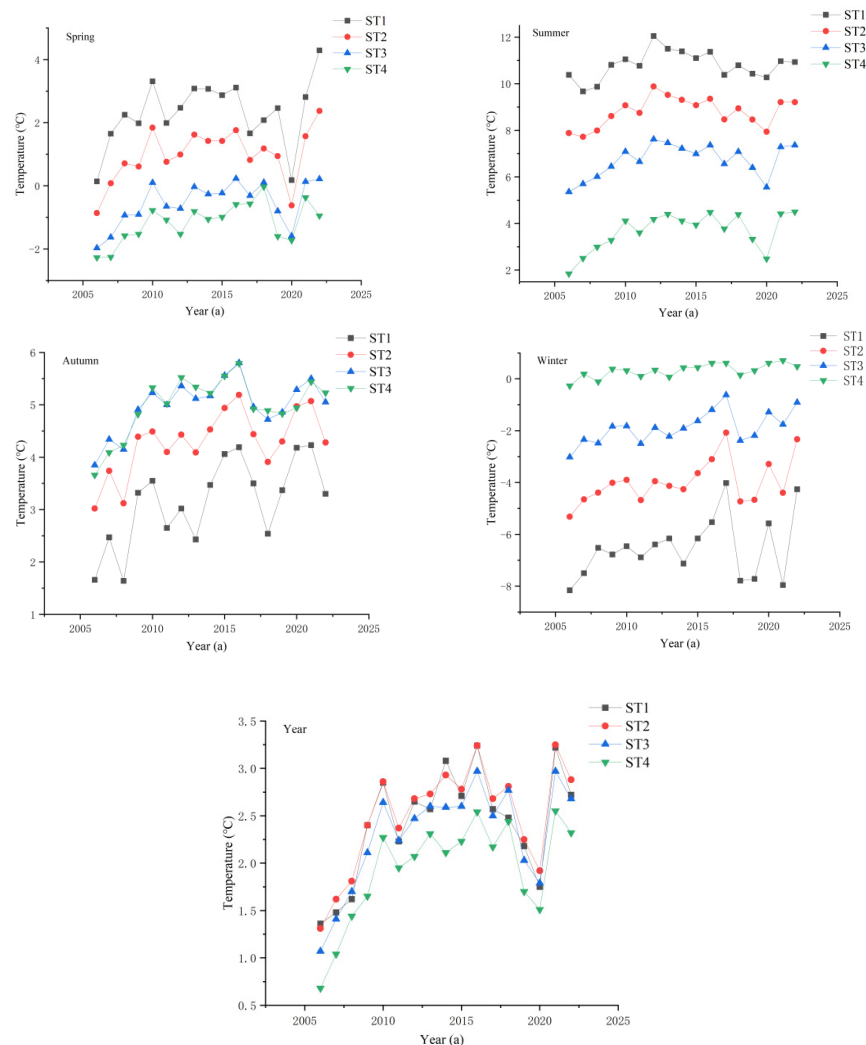 Spring
ST1
ST2
ST3
ST4
4
2
0
−2
Temperature (℃)
2005 2010 2015 2020 2025
Year (a)
Summer
ST1
ST2
ST3
ST4
12
10
8
6
4
2
Temperature (℃)
2005 2010 2015 2020 2025
Year (a)
Autumn
ST1
ST2
ST3
ST4
6
5
4
3
2
1
Temperature (℃)
2005 2010 2015 2020 2025
Year (a)
Winter
ST1
ST2
ST3
ST4
0
−2
−4
−6
−8
Temperature (℃)
2005 2010 2015 2020 2025
Year (a)
Year
ST1
ST2
ST3
ST4
3.5
3.0
2.5
2.0
1.5
1.0
0.5
Temperature (℃)
2005 2010 2015 2020 2025
Year (a)